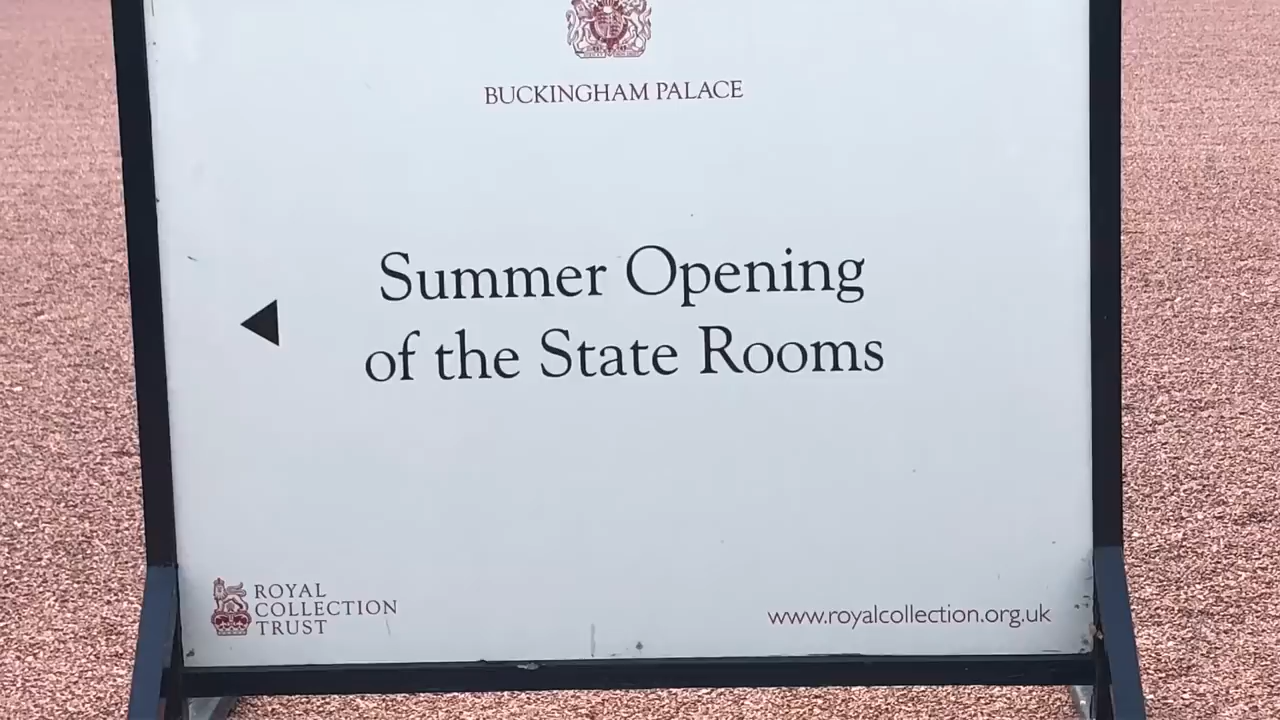 BUCKINGHAM PALACE
Summer Opening
of the State Rooms
ROYAL
COLLECTION
TRUST
www.royalcollection.org.uk